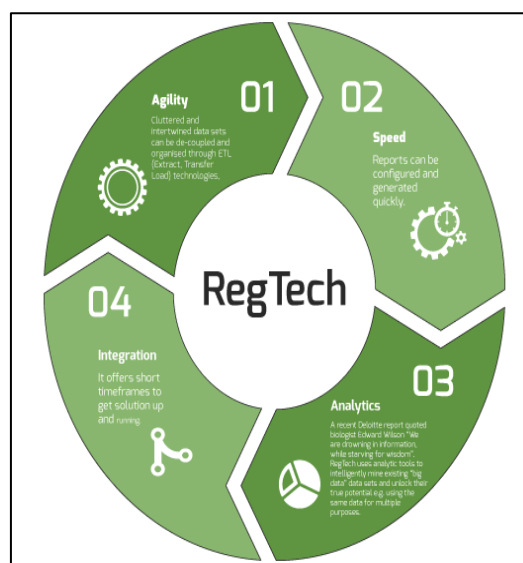 01
Agility
Cluttered and
intertwined data sets
can be de-coupled and
organised through ETL
(Extract, Transfer
Load) technologies.
02
Speed
Reports can be
configured and
generated
quickly.
RegTech
03
Analytics
A recent Deloitte report quoted
biologist Edward Wilson "We
are drowning in information,
while starving for wisdom".
RegTech uses analytic tools to
intelligently mine existing "big
data" data sets and unlock their
true potential e.g. using the
same data for multiple
purposes.
04
Integration
It offers short
timeframes to
get solution up
and running.